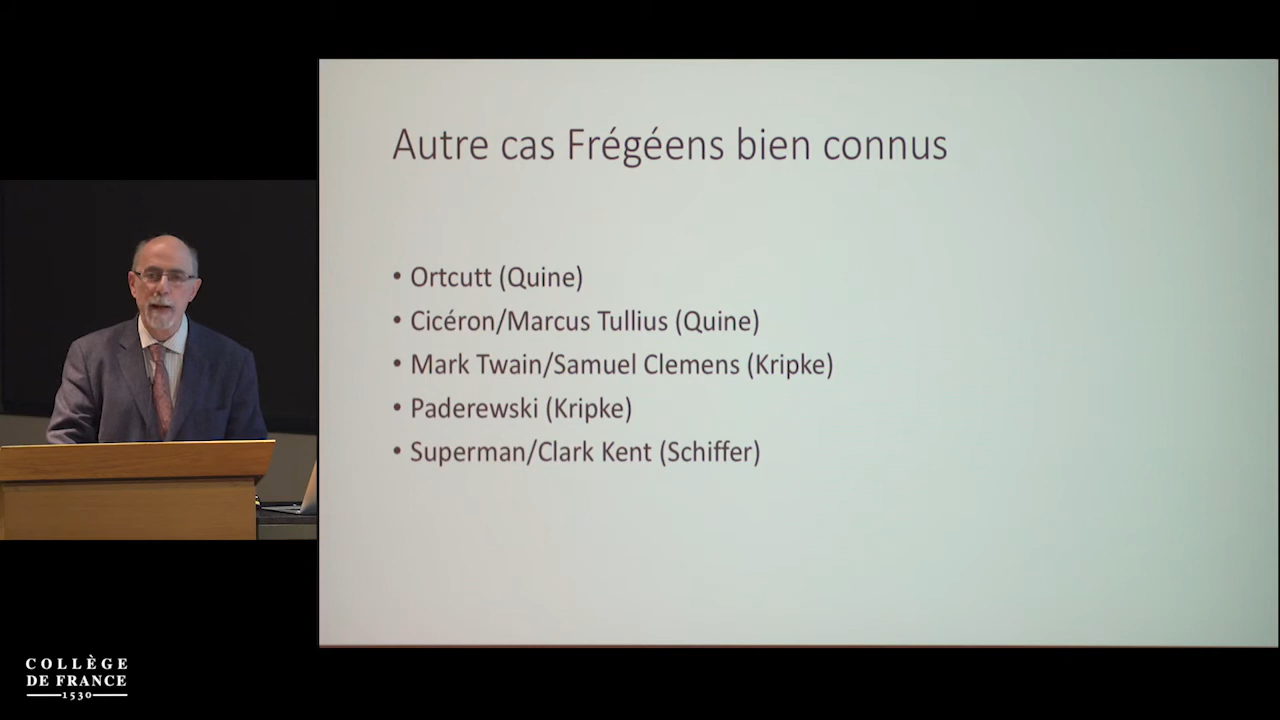 Autre cas Frégéens bien connus
• Ortcutt (Quine)
• Cicéron/Marcus Tullius (Quine)
• Mark Twain/Samuel Clemens (Kripke)
• Paderewski (Kripke)
• Superman/Clark Kent (Schiffer)
COLLÈGE
DE FRANCE
1530